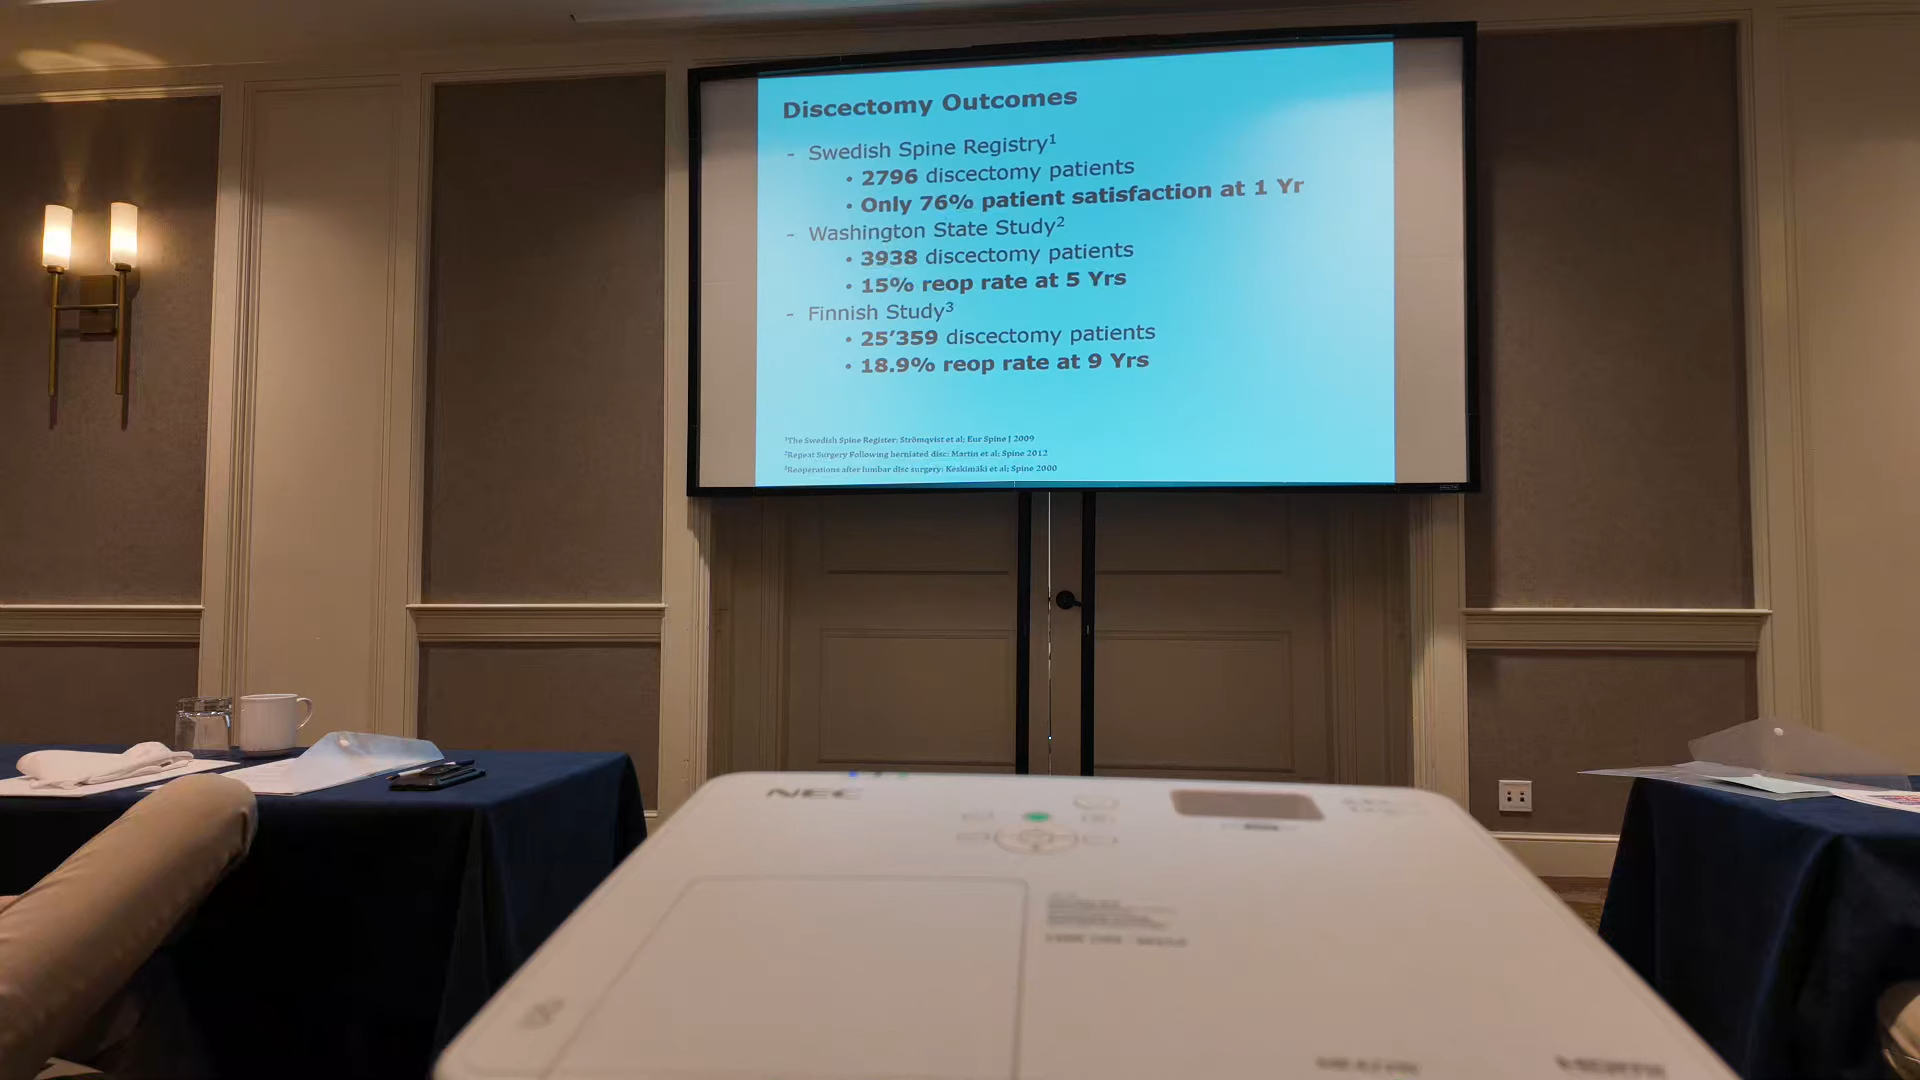 Discectomy Outcomes
- Swedish Spine Registry¹
• 2796 discectomy patients
• Only 76% patient satisfaction at 1 Yr
- Washington State Study²
• 3938 discectomy patients
• 15% reop rate at 5 Yrs
- Finnish Study³
• 25’359 discectomy patients
• 18.9% reop rate at 9 Yrs
¹The Swedish Spine Register; Strömqvist et al; Eur Spine J 2009
²Repeat Surgery Following herniated disc; Martin et al; Spine 2012
³Reoperations after lumbar disc surgery; Keskimäki et al; Spine 2000
NEC